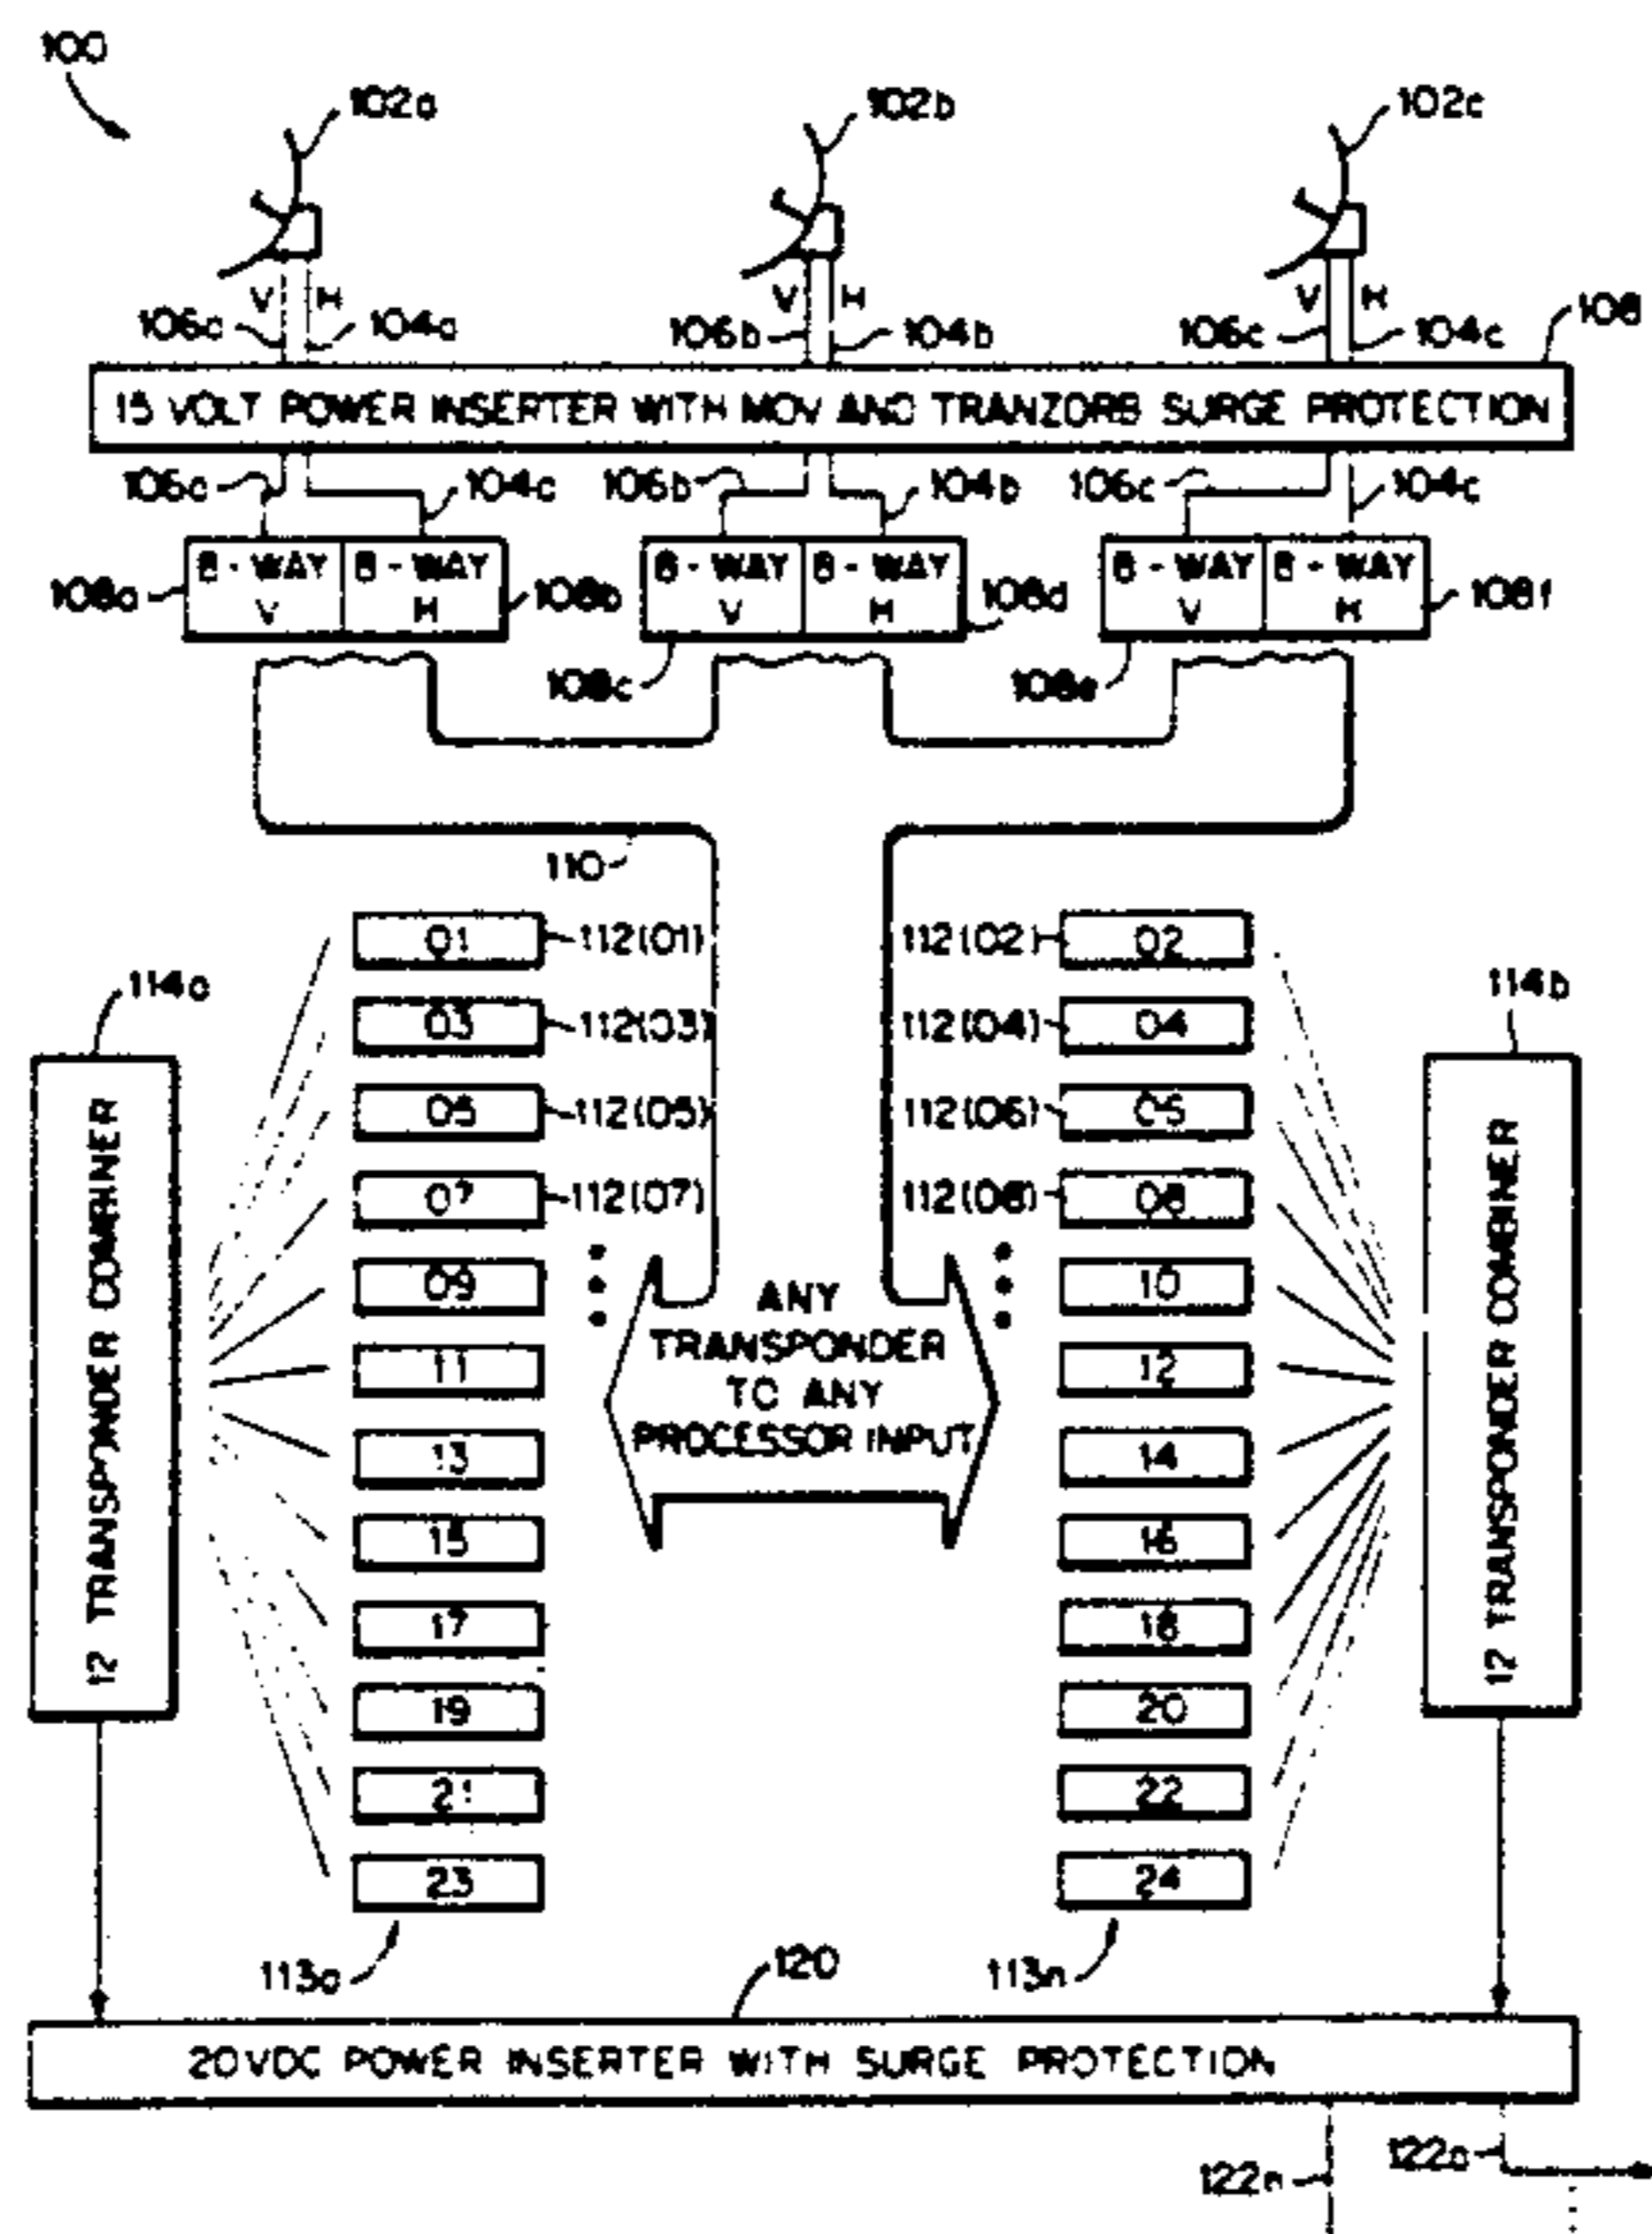 100
102a 102b 102c
V H V H V H
106a 104a 106b 104b 106c 104c 108
15 VOLT POWER INSERTER WITH MOV AND TRANZORB SURGE PROTECTION
106a 104a 106b 104b 106c 104c
8-WAY V 8-WAY H 8-WAY V 8-WAY H 8-WAY V 8-WAY H
108a 108b 108d 108f
108c 108e
110
01 112(01) 112(02) 02
114a 114b
03 112(03) 112(04) 04
05 112(05) 112(06) 06
07 112(07) 112(08) 08
09 10
11 12
13 14
15 16
17 18
19 20
21 22
23 24
ANY
TRANSPONDER
TO ANY
PROCESSOR INPUT
12 TRANSPONDER COMBINER
12 TRANSPONDER COMBINER
113a 120 113n
20VDC POWER INSERTER WITH SURGE PROTECTION
122n 122a